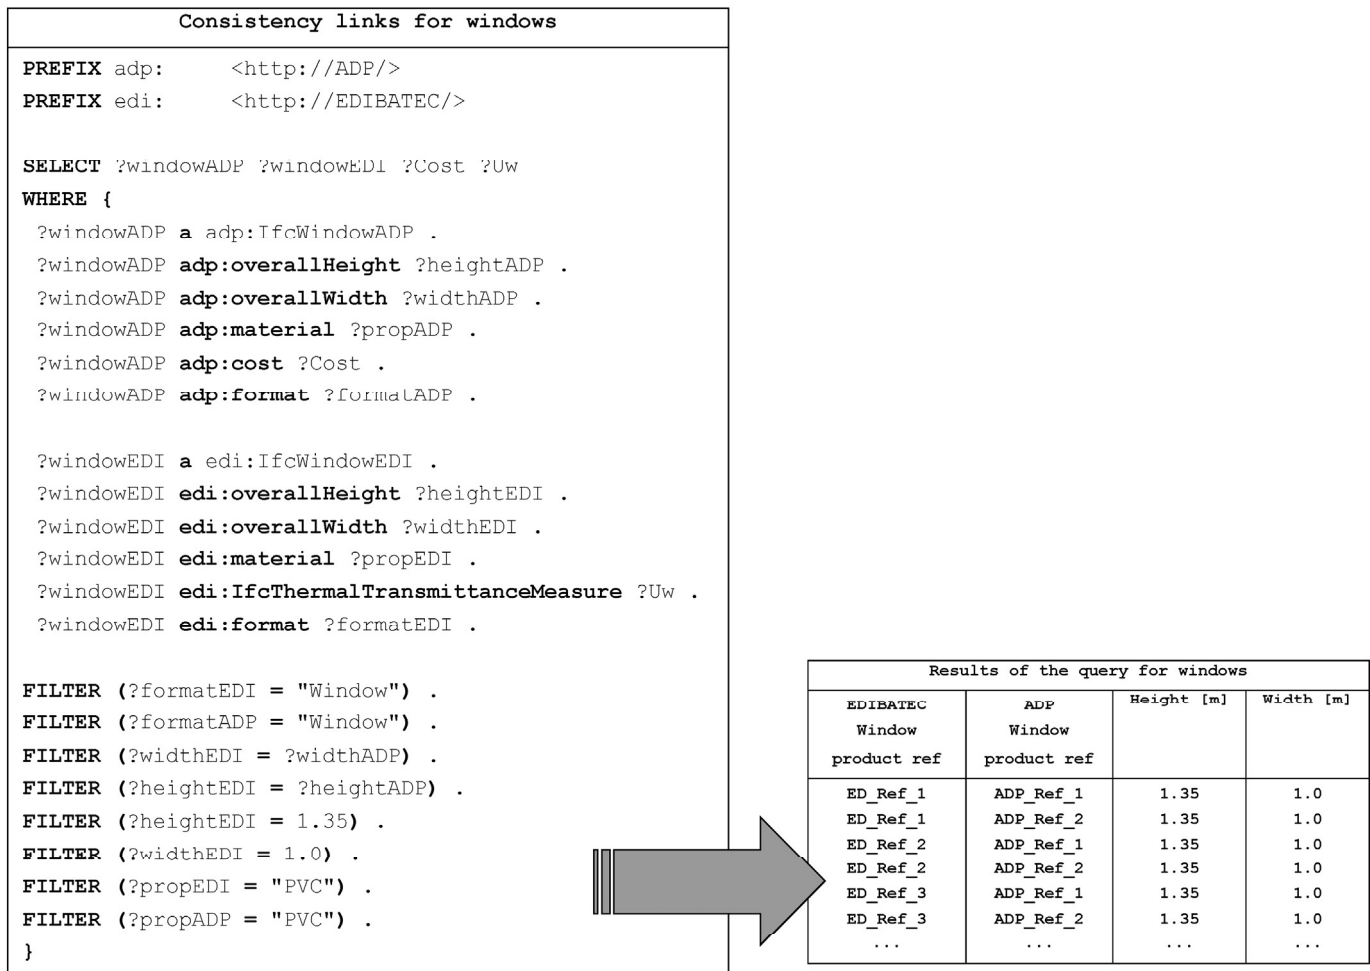 Consistency links for windows
PREFIX adp: <http://ADP/>
PREFIX edi: <http://EDIBATEC/>
SELECT ?windowADP ?windowEDI ?Cost ?Uw
WHERE {
?windowADP a adp:IfcWindowADP .
?windowADP adp:overallHeight ?heightADP .
?windowADP adp:overallWidth ?widthADP .
?windowADP adp:material ?propADP .
?windowADP adp:cost ?Cost .
?windowADP adp:format ?formatADP .
?windowEDI a edi:IfcWindowEDI .
?windowEDI edi:overallHeight ?heightEDI .
?windowEDI edi:overallWidth ?widthEDI .
?windowEDI edi:material ?propEDI .
?windowEDI edi:IfcThermalTransmittanceMeasure ?Uw .
?windowEDI edi:format ?formatEDI .
FILTER (?formatEDI = "Window") .
FILTER (?formatADP = "Window") .
FILTER (?widthEDI = ?widthADP) .
FILTER (?heightEDI = ?heightADP) .
FILTER (?heightEDI = 1.35) .
FILTER (?widthEDI = 1.0) .
FILTER (?propEDI = "PVC") .
FILTER (?propADP = "PVC") .
}
Results of the query for windows
EDIBATEC ADP Height [m] Width [m]
Window Window
product ref product ref
ED_Ref_1 ADP_Ref_1 1.35 1.0
ED_Ref_1 ADP_Ref_2 1.35 1.0
ED_Ref_2 ADP_Ref_1 1.35 1.0
ED_Ref_2 ADP_Ref_2 1.35 1.0
ED_Ref_3 ADP_Ref_1 1.35 1.0
ED_Ref_3 ADP_Ref_2 1.35 1.0
... ... ... ...